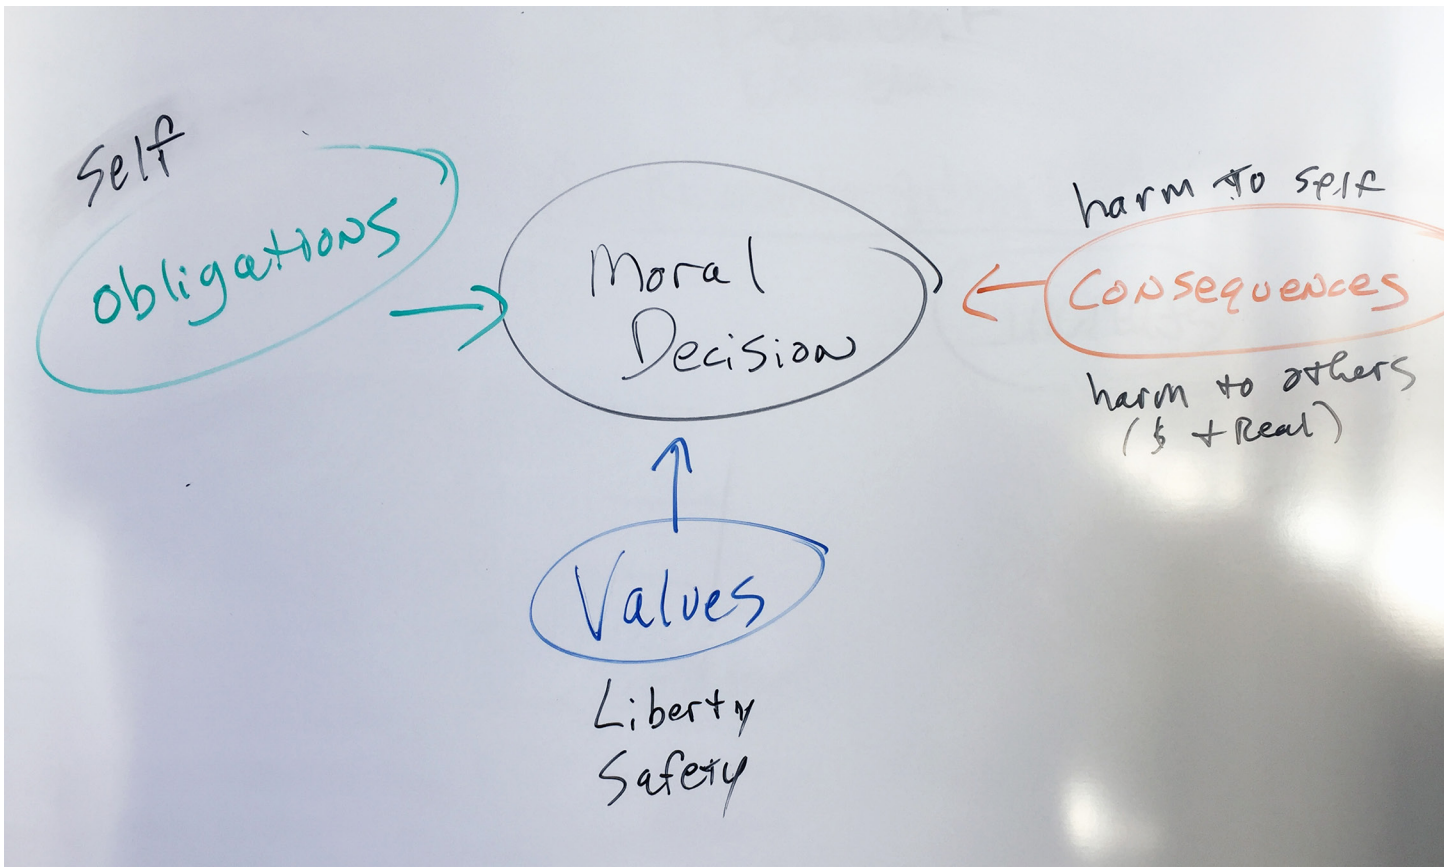 Self
obligations
Moral
Decision
harm to self
Consequences
harm to others
($ + Real)
Values
Liberty
Safety